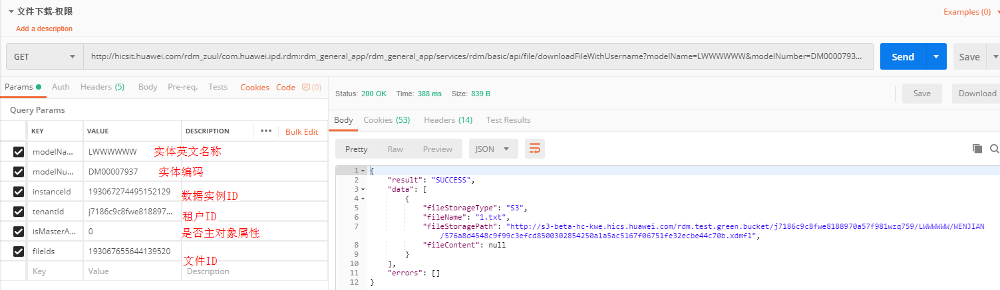 文件下载-权限
Examples (0)
Add a description
GET
http://hicsit.huawei.com/rdm_zuul/com.huawei.ipd.rdm:rdm_general_app/rdm_general_app/services/rdm/basic/api/file/downloadFileWithUsername?modelName=LWWWWWW&modelNumber=DM0000793...
Send
Save
Params
Auth
Headers (5)
Body
Pre-req.
Tests
Cookies
Code
(0)
Status: 200 OK Time: 388 ms Size: 839 B
Save
Download
Query Params
Body
Cookies (53)
Headers (14)
Test Results
KEY VALUE DESCRIPTION ••• Bulk Edit
modelNa... LWWWWWW 实体英文名称
modelNu... DM00007937 实体编码
instanceId 193067274495152129 数据实例ID
tenantId j7186c9c8fwe818897... 租户ID
isMasterA... 0 是否主对象属性
fileIds 193067655644139520 文件ID
Key Value Description
Pretty Raw Preview JSON
1 {
2 "result": "SUCCESS",
3 "data": [
4 {
5 "fileStorageType": "S3",
6 "fileName": "1.txt",
7 "fileStoragePath": "http://s3-beta-hc-kwe.hics.huawei.com/rdm.test.green.bucket/j7186c9c8fwe8188970a57f981wzq759/LWWWWWW/WENJIAN
/576a8d4548c9f99c3efcd8500302854250a1a5ac5167f06751fe32ecbe44c70b.xdmfl",
8 "fileContent": null
9 }
10 ],
11 "errors": []
12 }